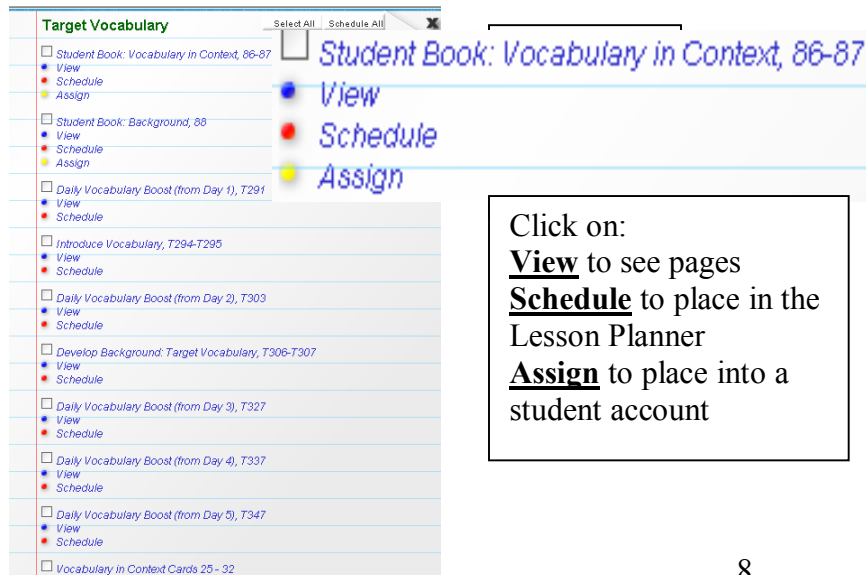 Target Vocabulary
Select All Schedule All X
Student Book: Vocabulary in Context, 86-87
View
Schedule
Assign
Student Book: Background, 88
View
Schedule
Assign
Daily Vocabulary Boost (from Day 1), T291
View
Schedule
Introduce Vocabulary, T294-T295
View
Schedule
Daily Vocabulary Boost (from Day 2), T303
View
Schedule
Develop Background: Target Vocabulary, T306-T307
View
Schedule
Daily Vocabulary Boost (from Day 3), T327
View
Schedule
Daily Vocabulary Boost (from Day 4), T337
View
Schedule
Daily Vocabulary Boost (from Day 5), T347
View
Schedule
Vocabulary in Context Cards 25 - 32
Student Book: Vocabulary in Context, 86-87
View
Schedule
Assign
Click on:
View to see pages
Schedule to place in the
Lesson Planner
Assign to place into a
student account
8